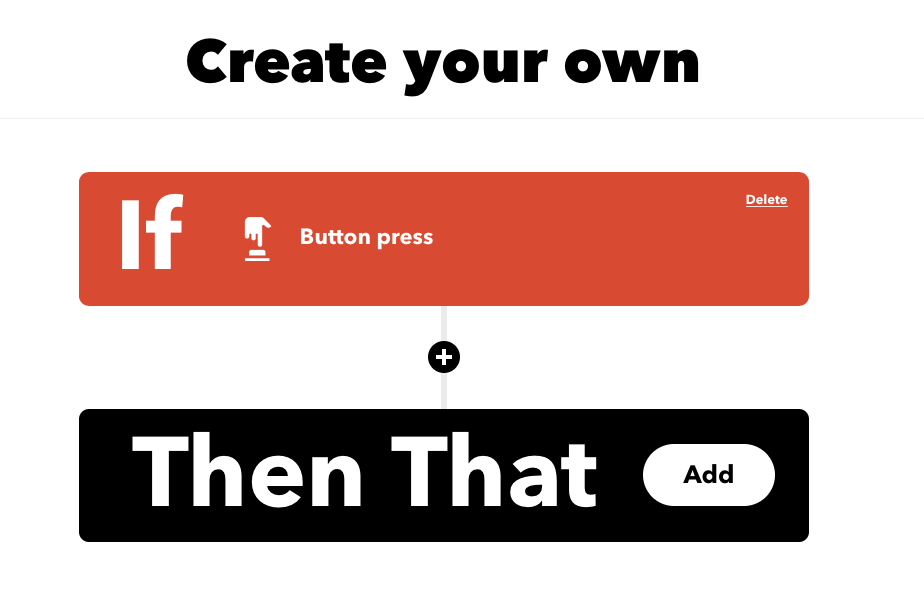 Create your own
If
Button press
Delete
Then That
Add